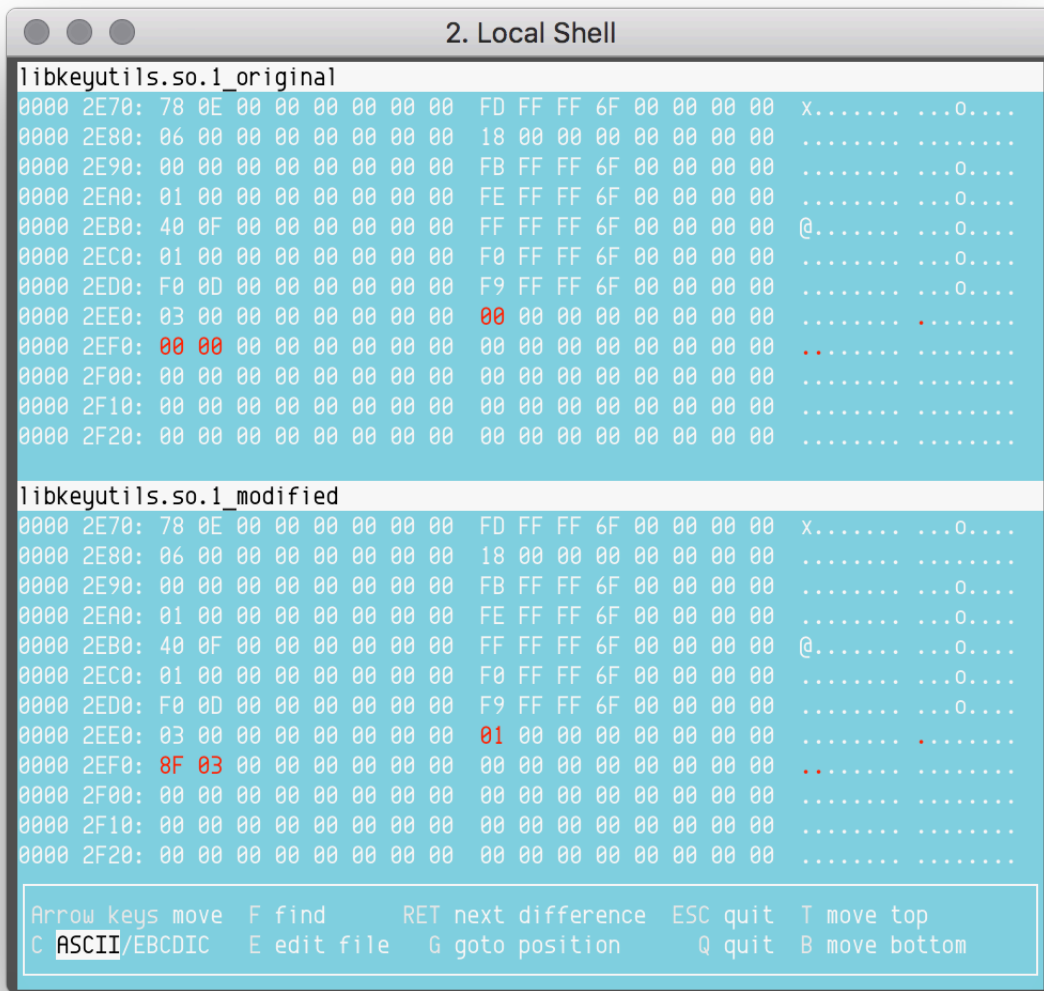 2. Local Shell
libkeyutils.so.1_original
0000 2E70: 78 0E 00 00 00 00 00 00 FD FF FF 6F 00 00 00 00 x....... ...o....
0000 2E80: 06 00 00 00 00 00 00 00 18 00 00 00 00 00 00 00 ........ ........
0000 2E90: 00 00 00 00 00 00 00 00 FB FF FF 6F 00 00 00 00 ........ ...o....
0000 2EA0: 01 00 00 00 00 00 00 00 FE FF FF 6F 00 00 00 00 ........ ...o....
0000 2EB0: 40 0F 00 00 00 00 00 00 FF FF FF 6F 00 00 00 00 @....... ...o....
0000 2EC0: 01 00 00 00 00 00 00 00 F0 FF FF 6F 00 00 00 00 ........ ...o....
0000 2ED0: F0 0D 00 00 00 00 00 00 F9 FF FF 6F 00 00 00 00 ........ ...o....
0000 2EE0: 03 00 00 00 00 00 00 00 00 00 00 00 00 00 00 00 ........ ........
0000 2EF0: 00 00 00 00 00 00 00 00 00 00 00 00 00 00 00 00 ........ ........
0000 2F00: 00 00 00 00 00 00 00 00 00 00 00 00 00 00 00 00 ........ ........
0000 2F10: 00 00 00 00 00 00 00 00 00 00 00 00 00 00 00 00 ........ ........
0000 2F20: 00 00 00 00 00 00 00 00 00 00 00 00 00 00 00 00 ........ ........
libkeyutils.so.1_modified
0000 2E70: 78 0E 00 00 00 00 00 00 FD FF FF 6F 00 00 00 00 x....... ...o....
0000 2E80: 06 00 00 00 00 00 00 00 18 00 00 00 00 00 00 00 ........ ........
0000 2E90: 00 00 00 00 00 00 00 00 FB FF FF 6F 00 00 00 00 ........ ...o....
0000 2EA0: 01 00 00 00 00 00 00 00 FE FF FF 6F 00 00 00 00 ........ ...o....
0000 2EB0: 40 0F 00 00 00 00 00 00 FF FF FF 6F 00 00 00 00 @....... ...o....
0000 2EC0: 01 00 00 00 00 00 00 00 F0 FF FF 6F 00 00 00 00 ........ ...o....
0000 2ED0: F0 0D 00 00 00 00 00 00 F9 FF FF 6F 00 00 00 00 ........ ...o....
0000 2EE0: 03 00 00 00 00 00 00 00 01 00 00 00 00 00 00 00 ........ ........
0000 2EF0: 8F 03 00 00 00 00 00 00 00 00 00 00 00 00 00 00 ........ ........
0000 2F00: 00 00 00 00 00 00 00 00 00 00 00 00 00 00 00 00 ........ ........
0000 2F10: 00 00 00 00 00 00 00 00 00 00 00 00 00 00 00 00 ........ ........
0000 2F20: 00 00 00 00 00 00 00 00 00 00 00 00 00 00 00 00 ........ ........
Arrow keys move F find RET next difference ESC quit T move top
C ASCII/EBCDIC E edit file G goto position Q quit B move bottom